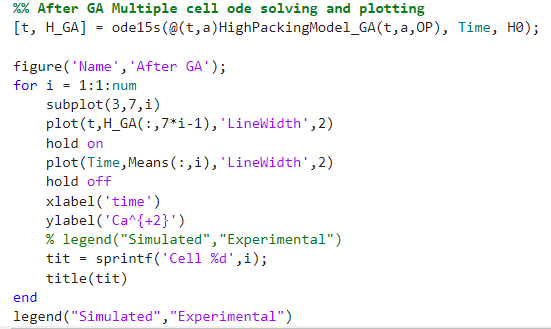 %% After GA Multiple cell ode solving and plotting
[t, H_GA] = ode15s(@(t,a)HighPackingModel_GA(t,a,OP), Time, H0);
figure('Name','After GA');
for i = 1:1:num
subplot(3,7,i)
plot(t,H_GA(:,7*i-1),'LineWidth',2)
hold on
plot(Time,Means(:,i),'LineWidth',2)
hold off
xlabel('time')
ylabel('Ca^{+2}')
% legend("Simulated","Experimental")
tit = sprintf('Cell %d',i);
title(tit)
end
legend("Simulated","Experimental")